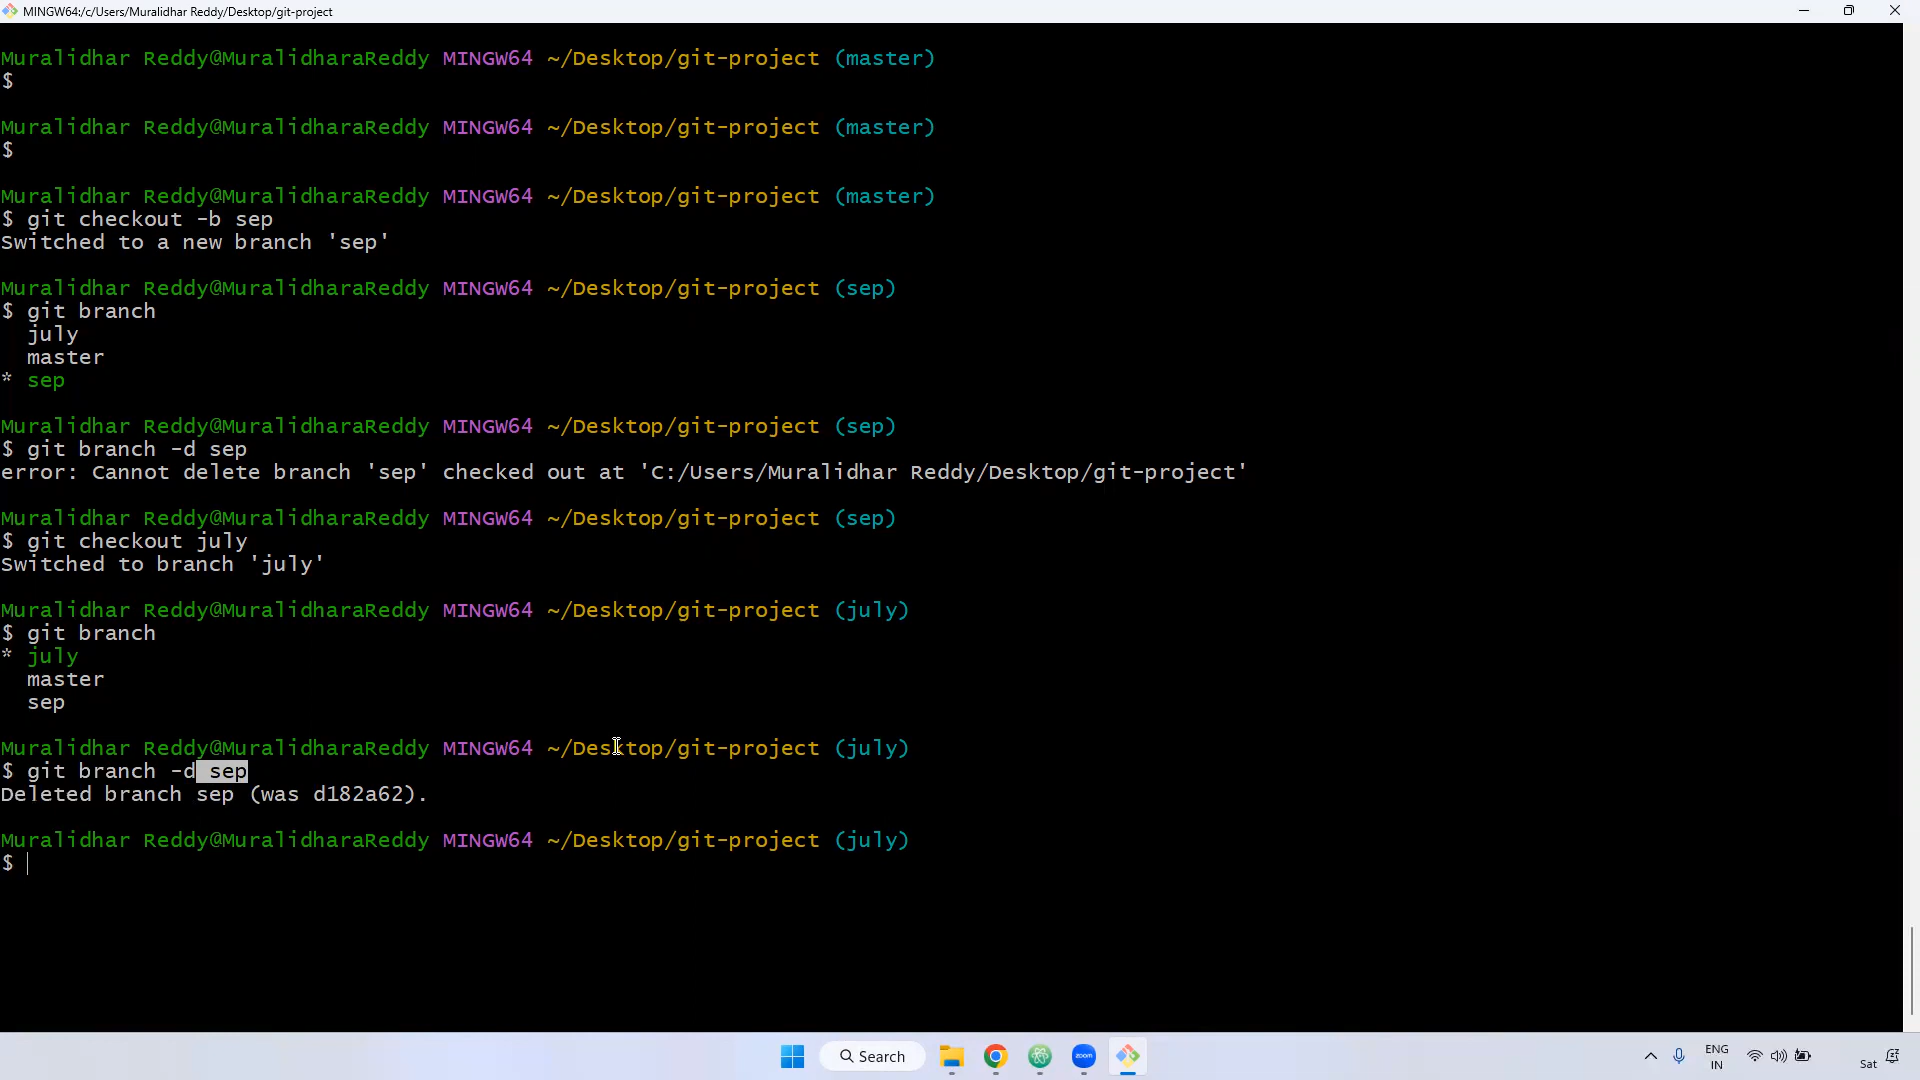 MINGW64:/c/Users/Muralidhar Reddy/Desktop/git-project
Muralidhar Reddy@MuralidharaReddy MINGW64 ~/Desktop/git-project (master)
$
Muralidhar Reddy@MuralidharaReddy MINGW64 ~/Desktop/git-project (master)
$
Muralidhar Reddy@MuralidharaReddy MINGW64 ~/Desktop/git-project (master)
$ git checkout -b sep
Switched to a new branch 'sep'
Muralidhar Reddy@MuralidharaReddy MINGW64 ~/Desktop/git-project (sep)
$ git branch
july
master
* sep
Muralidhar Reddy@MuralidharaReddy MINGW64 ~/Desktop/git-project (sep)
$ git branch -d sep
error: Cannot delete branch 'sep' checked out at 'C:/Users/Muralidhar Reddy/Desktop/git-project'
Muralidhar Reddy@MuralidharaReddy MINGW64 ~/Desktop/git-project (sep)
$ git checkout july
Switched to branch 'july'
Muralidhar Reddy@MuralidharaReddy MINGW64 ~/Desktop/git-project (july)
$ git branch
* july
master
sep
Muralidhar Reddy@MuralidharaReddy MINGW64 ~/Desktop/git-project (july)
$ git branch -d sep
Deleted branch sep (was d182a62).
Muralidhar Reddy@MuralidharaReddy MINGW64 ~/Desktop/git-project (july)
$
Search
zoom
ENG
IN
Sat